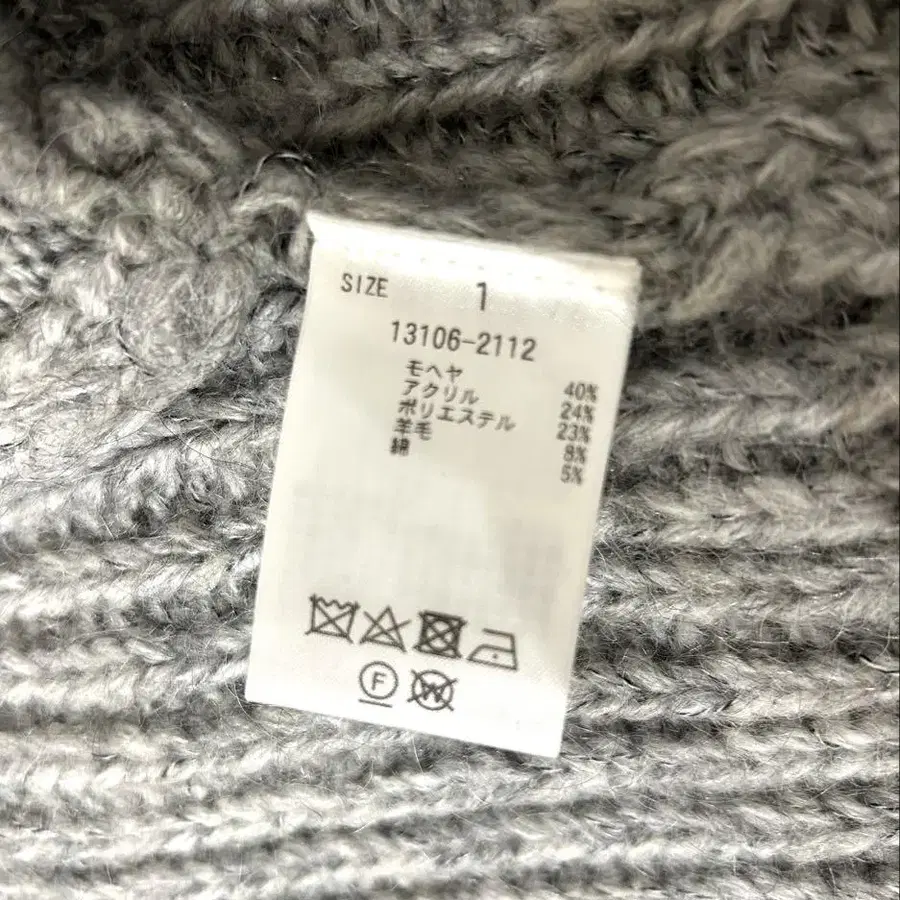 SIZE 1
13106-2112
モヘヤ 40%
アクリル 24%
ポリエステル 23%
羊毛 8%
綿 5%
F W